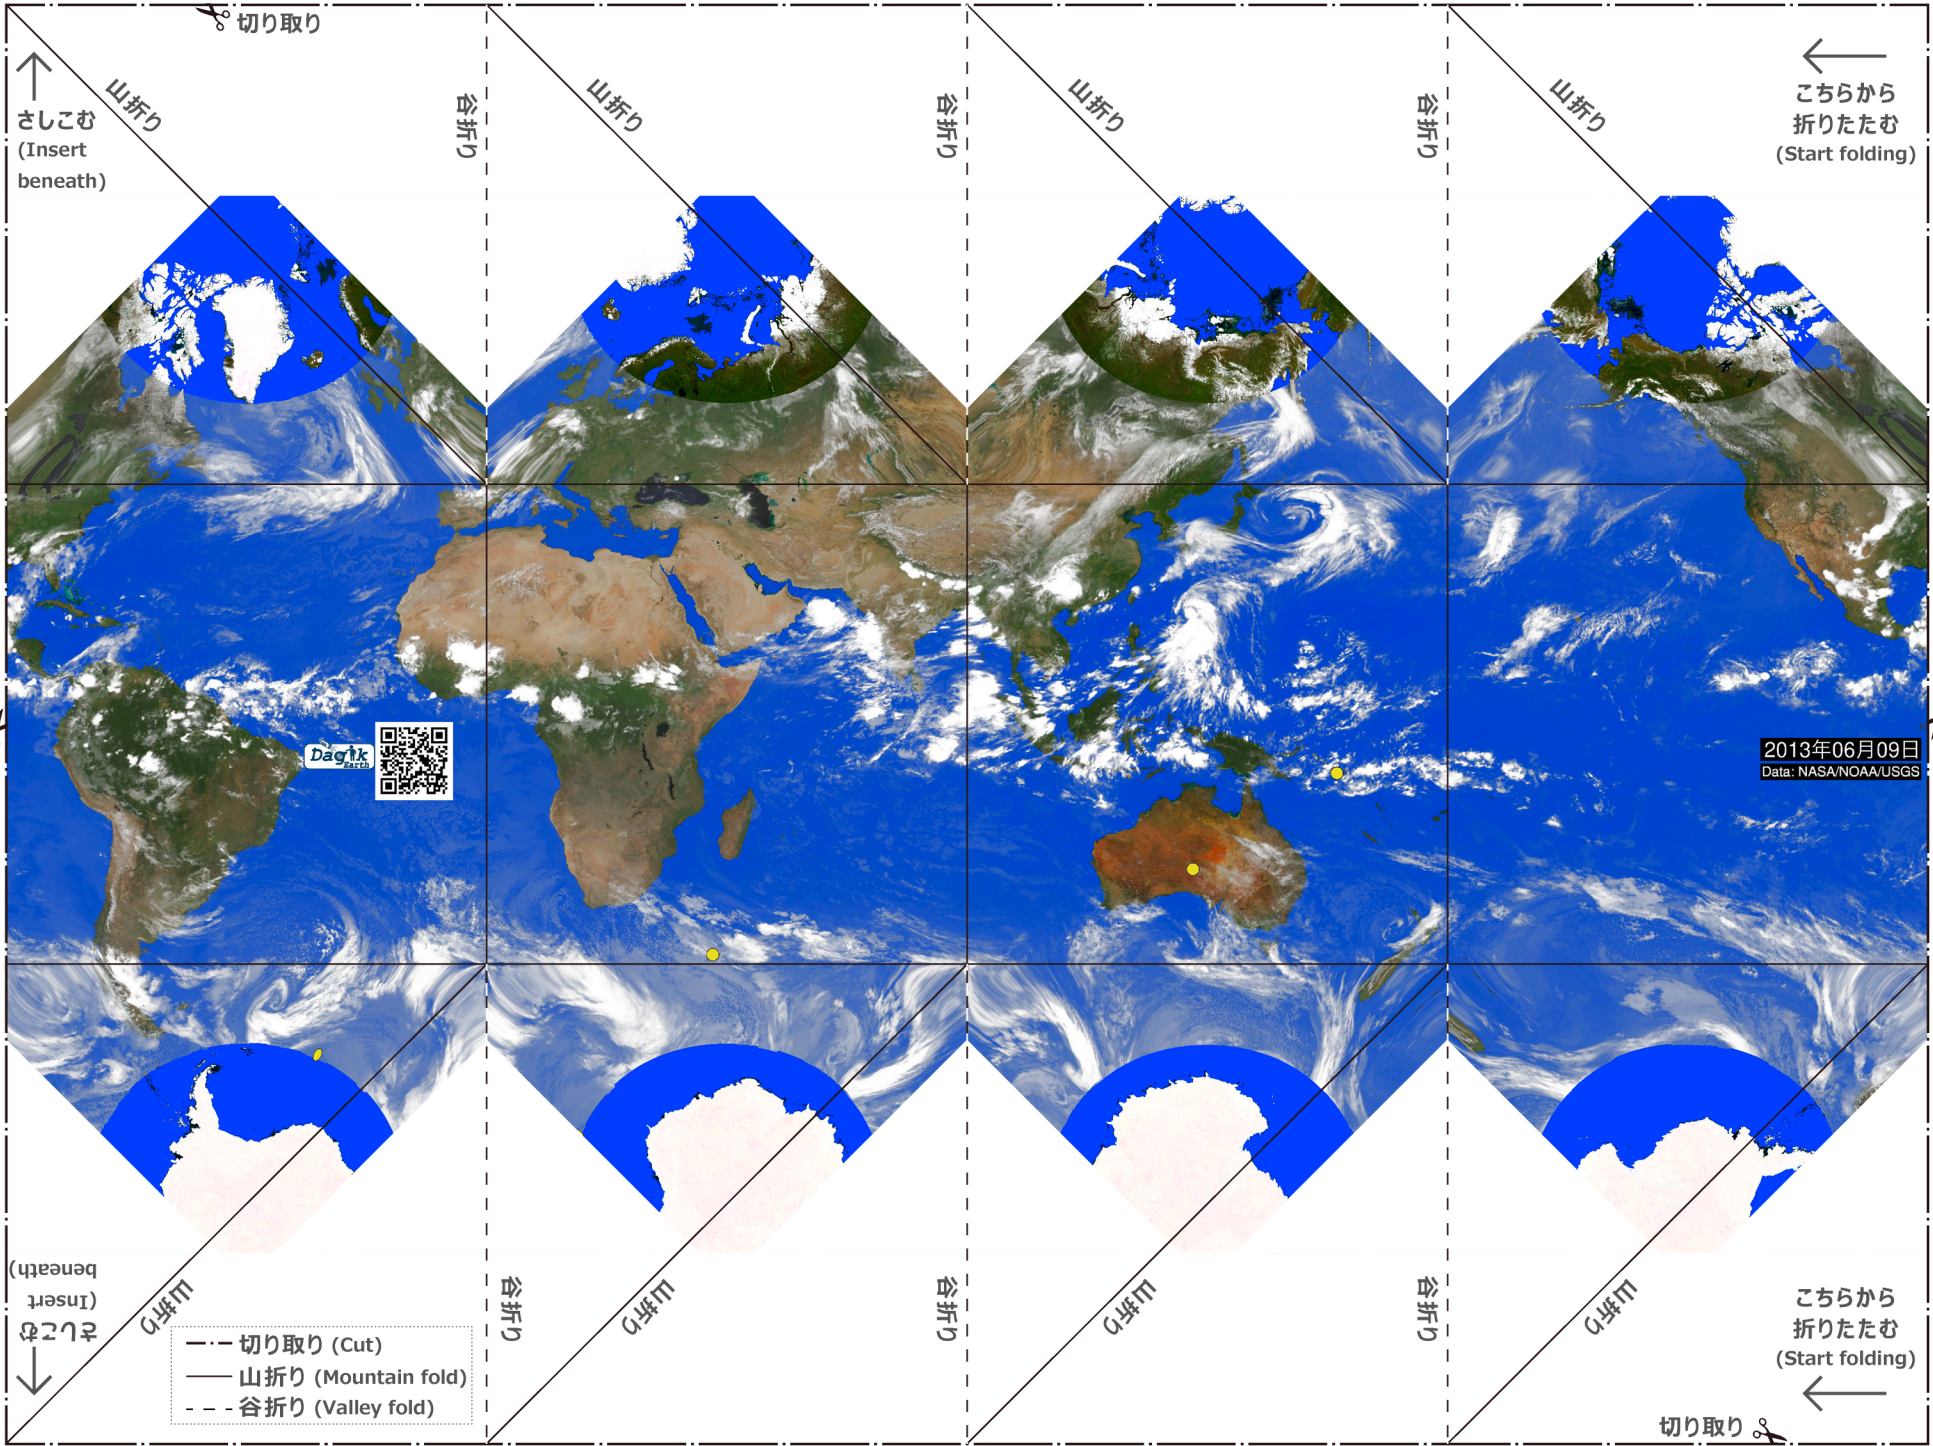 切り取り
山折り
谷折り
山折り
谷折り
山折り
谷折り
山折り
さしこむ
(Insert
beneath)
こちらから
折りたたむ
(Start folding)
Dagik
Earth
2013年06月09日
Data: NASA/NOAA/USGS
さしこむ
(Insert
beneath)
山折り
谷折り
山折り
谷折り
山折り
谷折り
山折り
こちらから
折りたたむ
(Start folding)
切り取り (Cut)
山折り (Mountain fold)
谷折り (Valley fold)
切り取り